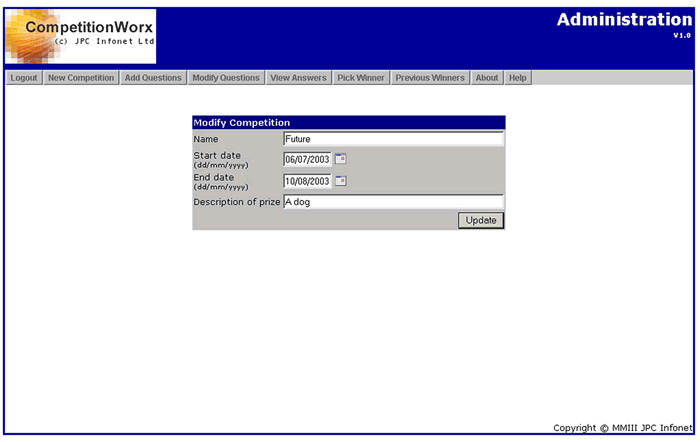 CompetitionWorx
(c) JPC Infonet Ltd
Administration
V1.0
Logout New Competition Add Questions Modify Questions View Answers Pick Winner Previous Winners About Help
Modify Competition
Name Future
Start date
(dd/mm/yyyy) 06/07/2003
End date
(dd/mm/yyyy) 10/08/2003
Description of prize A dog
Update
Copyright © MMIII JPC Infonet